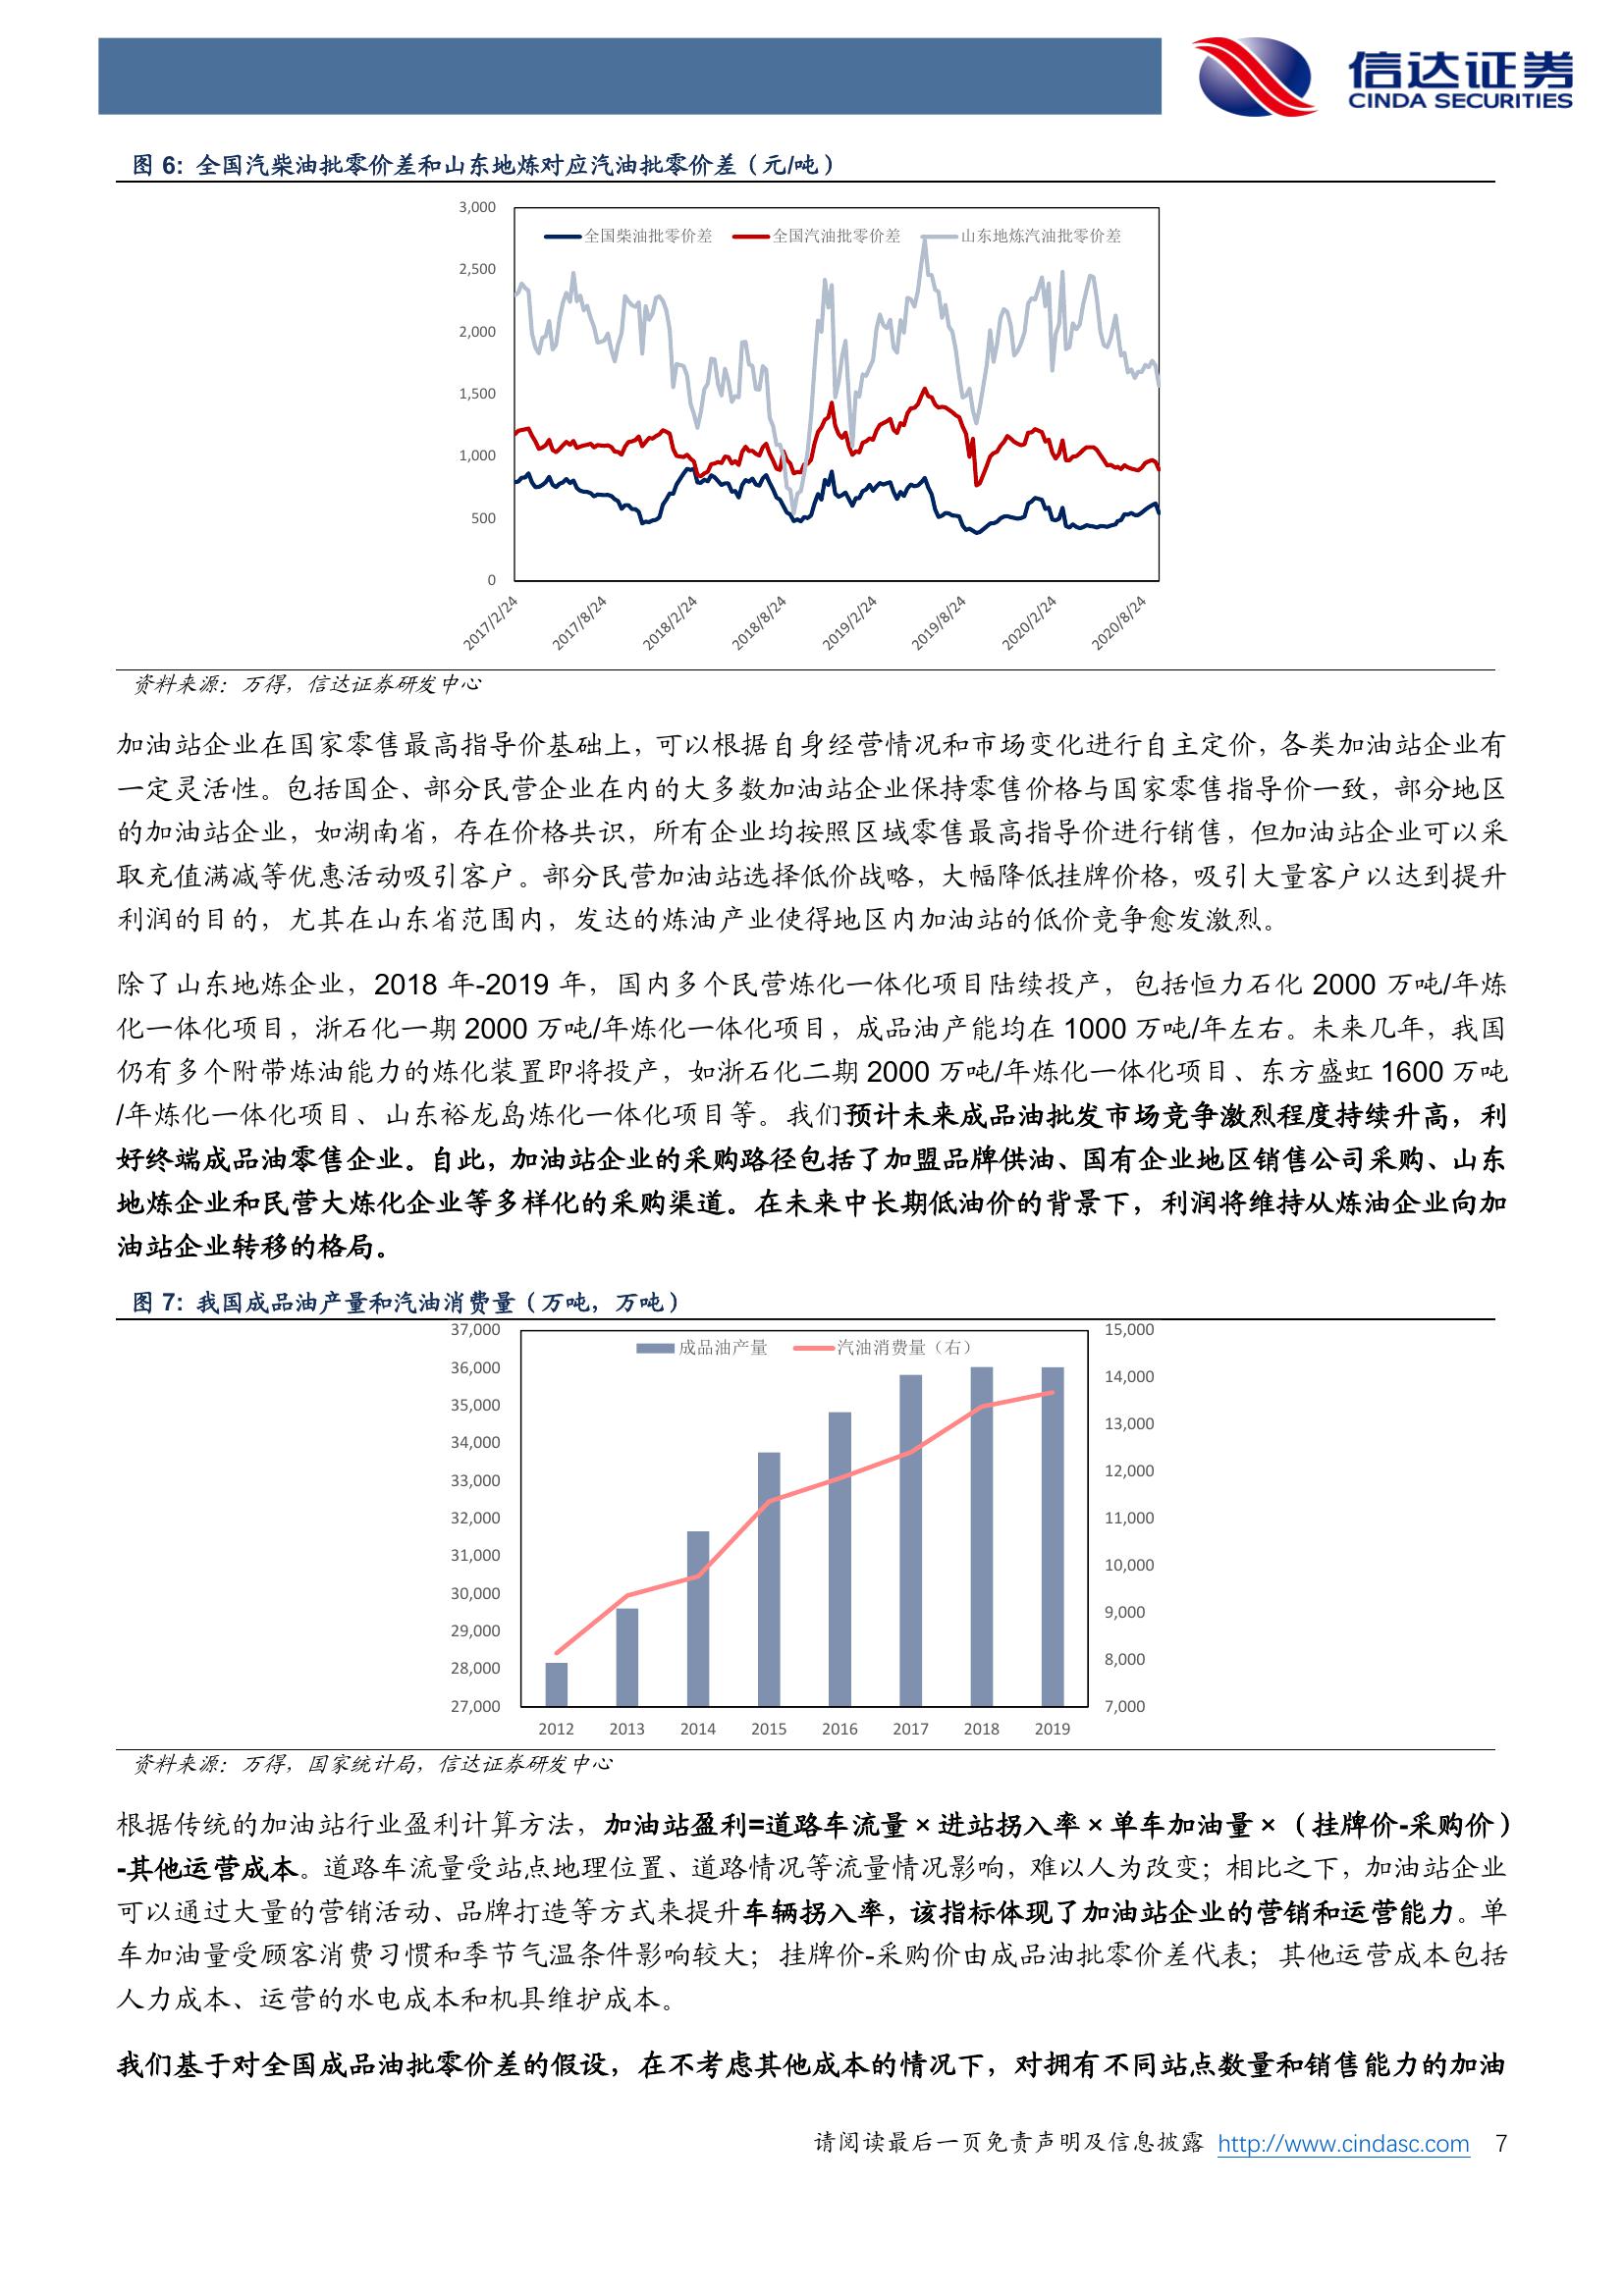 信达证券
CINDA SECURITIES
图 6: 全国汽柴油批零价差和山东地炼对应汽油批零价差（元/吨）
3,000
2,500
2,000
1,500
1,000
500
0
全国柴油批零价差 全国汽油批零价差 山东地炼汽油批零价差
2017/2/24 2017/8/24 2018/2/24 2018/8/24 2019/2/24 2019/8/24 2020/2/24 2020/8/24
资料来源：万得，信达证券研发中心
加油站企业在国家零售最高指导价基础上，可以根据自身经营情况和市场变化进行自主定价，各类加油站企业有
一定灵活性。包括国企、部分民营企业在内的大多数加油站企业保持零售价格与国家零售指导价一致，部分地区
的加油站企业，如湖南省，存在价格共识，所有企业均按照区域零售最高指导价进行销售，但加油站企业可以采
取充值满减等优惠活动吸引客户。部分民营加油站选择低价战略，大幅降低挂牌价格，吸引大量客户以达到提升
利润的目的，尤其在山东省范围内，发达的炼油产业使得地区内加油站的低价竞争愈发激烈。
除了山东地炼企业，2018 年-2019 年，国内多个民营炼化一体化项目陆续投产，包括恒力石化 2000 万吨/年炼
化一体化项目，浙石化一期 2000 万吨/年炼化一体化项目，成品油产能均在 1000 万吨/年左右。未来几年，我国
仍有多个附带炼油能力的炼化装置即将投产，如浙石化二期 2000 万吨/年炼化一体化项目、东方盛虹 1600 万吨
/年炼化一体化项目、山东裕龙岛炼化一体化项目等。我们预计未来成品油批发市场竞争激烈程度持续升高，利
好终端成品油零售企业。自此，加油站企业的采购路径包括了加盟品牌供油、国有企业地区销售公司采购、山东
地炼企业和民营大炼化企业等多样化的采购渠道。在未来中长期低油价的背景下，利润将维持从炼油企业向加
油站企业转移的格局。
图 7: 我国成品油产量和汽油消费量（万吨，万吨）
成品油产量 汽油消费量（右）
37,000 15,000
36,000 14,000
35,000 13,000
34,000 12,000
33,000 11,000
32,000 10,000
31,000 9,000
30,000 8,000
29,000 7,000
28,000
27,000
2012 2013 2014 2015 2016 2017 2018 2019
资料来源：万得，国家统计局，信达证券研发中心
根据传统的加油站行业盈利计算方法，加油站盈利=道路车流量×进站拐入率×单车加油量×（挂牌价-采购价）
-其他运营成本。道路车流量受站点地理位置、道路情况等流量情况影响，难以人为改变；相比之下，加油站企业
可以通过大量的营销活动、品牌打造等方式来提升车辆拐入率，该指标体现了加油站企业的营销和运营能力。单
车加油量受顾客消费习惯和季节气温条件影响较大；挂牌价-采购价由成品油批零价差代表；其他运营成本包括
人力成本、运营的水电成本和机具维护成本。
我们基于对全国成品油批零价差的假设，在不考虑其他成本的情况下，对拥有不同站点数量和销售能力的加油
请阅读最后一页免责声明及信息披露 http://www.cindasc.com 7